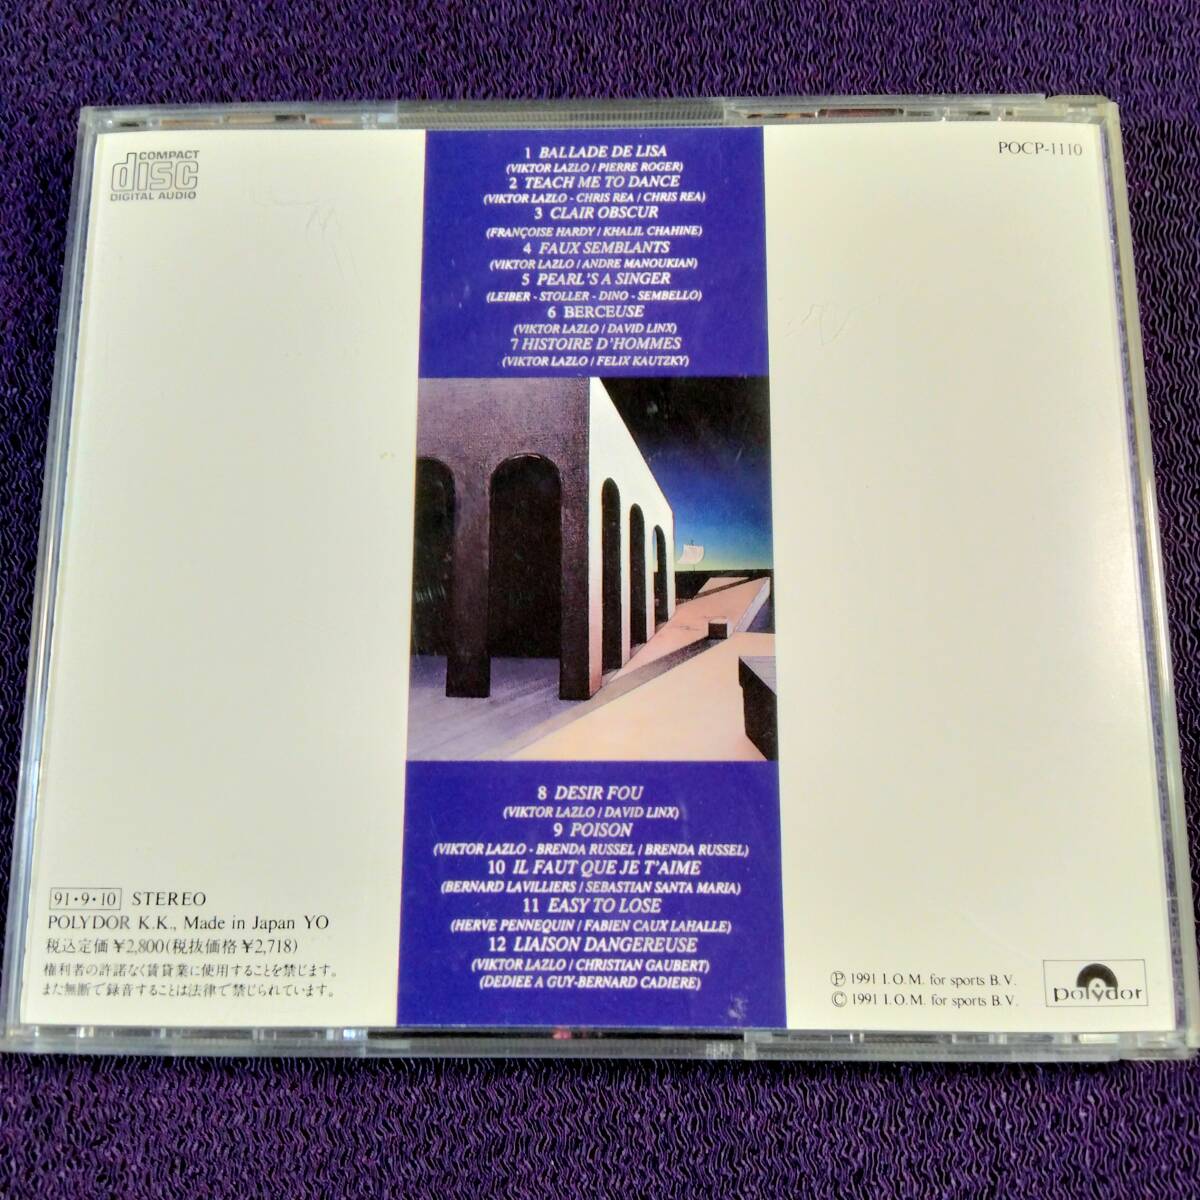 COMPACT
disc
DIGITAL AUDIO
POCP-1110
1 BALLADE DE LISA
(VIKTOR LAZLO / PIERRE ROGER)
2 TEACH ME TO DANCE
(VIKTOR LAZLO - CHRIS REA / CHRIS REA)
3 CLAIR OBSCUR
(FRANÇOISE HARDY / KHALIL CHAHINE)
4 FAUX SEMBLANTS
(VIKTOR LAZLO / ANDRE MANOUKIAN)
5 PEARL'S A SINGER
(LEIBER - STOLLER - DINO - SEMBELLO)
6 BERCEUSE
(VIKTOR LAZLO / DAVID LINX)
7 HISTOIRE D'HOMMES
(VIKTOR LAZLO / FELIX KAUTZKY)
8 DESIR FOU
(VIKTOR LAZLO / DAVID LINX)
9 POISON
(VIKTOR LAZLO - BRENDA RUSSEL / BRENDA RUSSEL)
10 IL FAUT QUE JE T'AIME
(BERNARD LAVILLIERS / SEBASTIAN SANTA MARIA)
11 EASY TO LOSE
(HERVE PENNEQUIN / FABIEN CAUX LAHALLE)
12 LIAISON DANGEREUSE
(VIKTOR LAZLO / CHRISTIAN GAUBERT)
(DEDIEE A GUY-BERNARD CADIERE)
91・9・10 STEREO
POLYDOR K.K., Made in Japan YO
税込定価￥2,800(税抜価格￥2,718)
権利者の許諾なく賃貸業に使用することを禁じます。
また無断で録音することは法律で禁じられています。
Ⓟ 1991 I.O.M. for sports B.V.
© 1991 I.O.M. for sports B.V.
polydor